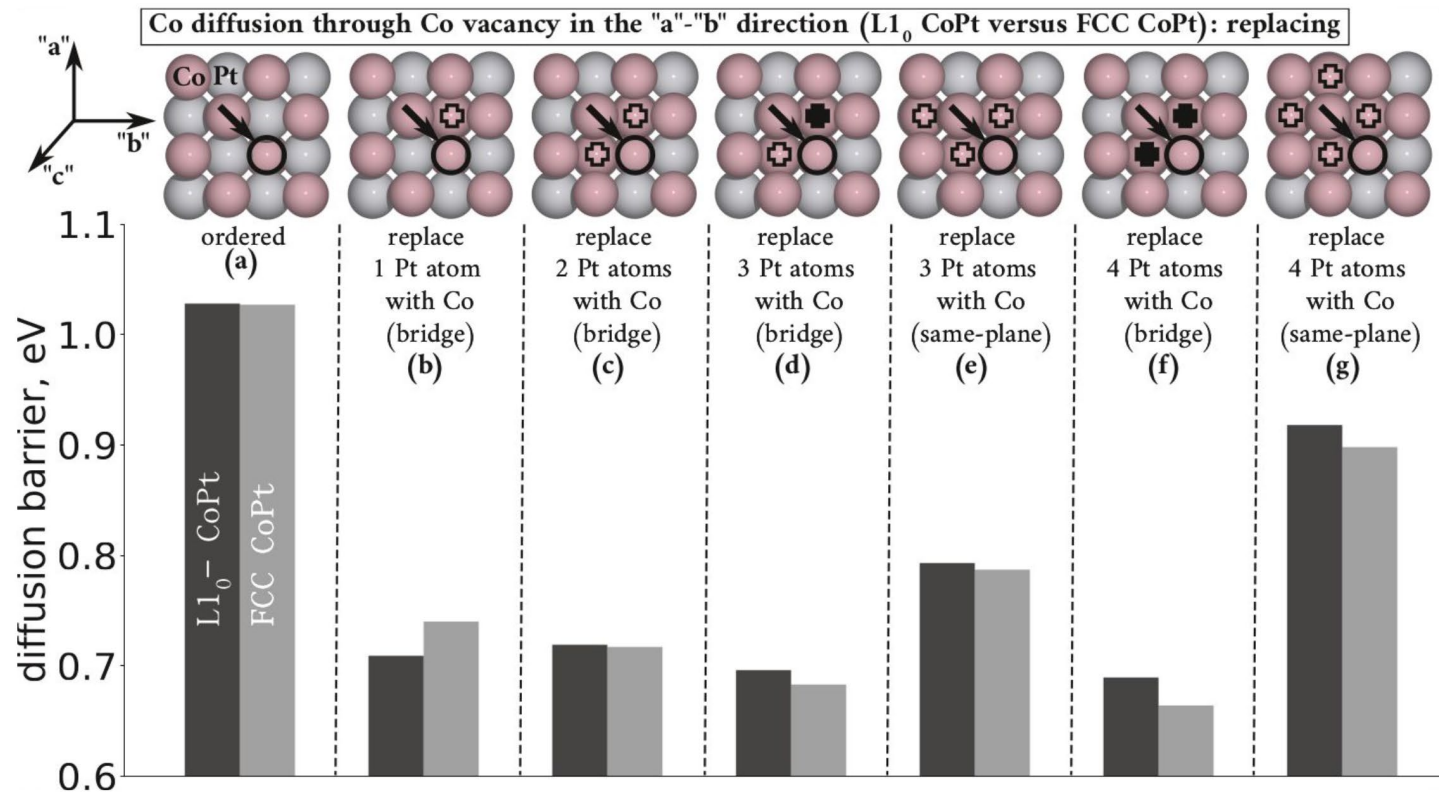 Co diffusion through Co vacancy in the "a"-"b" direction (L1₀ CoPt versus FCC CoPt): replacing
"a"
"b"
"c"
Co Pt
ordered
(a)
replace
1 Pt atom
with Co
(bridge)
(b)
replace
2 Pt atoms
with Co
(bridge)
(c)
replace
3 Pt atoms
with Co
(bridge)
(d)
replace
3 Pt atoms
with Co
(same-plane)
(e)
replace
4 Pt atoms
with Co
(bridge)
(f)
replace
4 Pt atoms
with Co
(same-plane)
(g)
diffusion barrier, eV
1.1
1.0
0.9
0.8
0.7
0.6
L1₀- CoPt
FCC CoPt